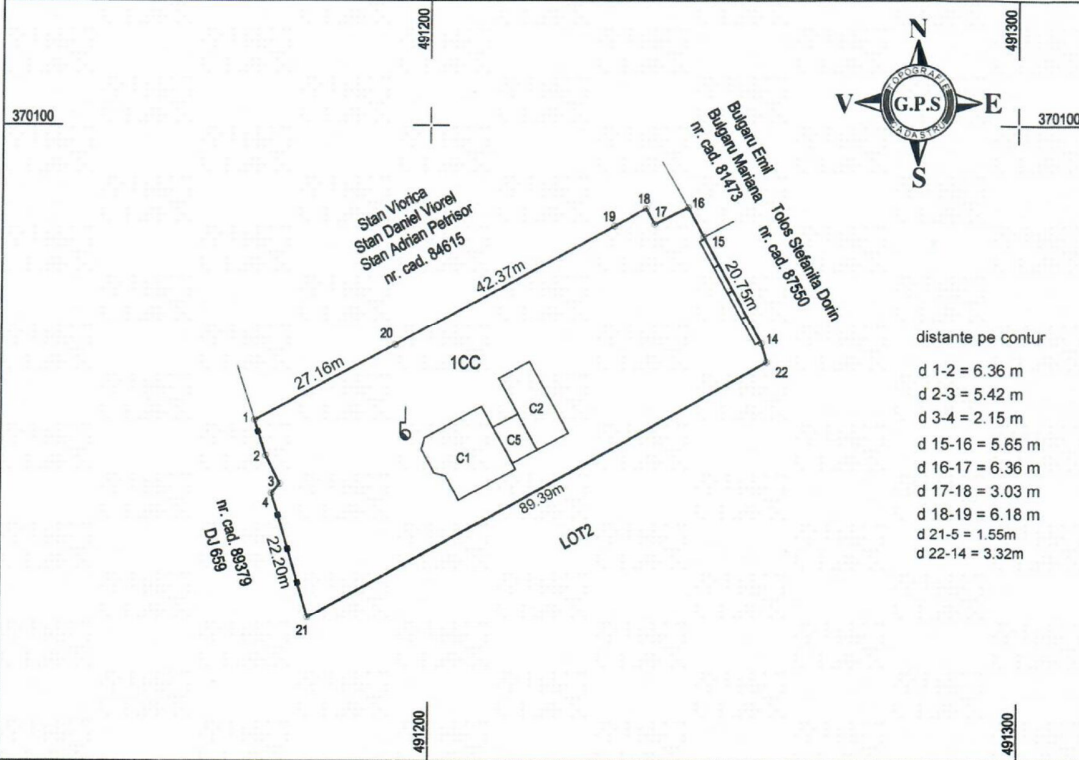 491200
491300
370100
370100
N
V
E
S
TOPOGRAFIE
G.P.S
CADASTRU
Stan Viorica
Stan Daniel Viorel
Stan Adrian Petrisor
nr. cad. 84615
Bulgaru Emil
Bulgaru Mariana
nr. cad. 81473
Tolos Stefanita Dorin
nr. cad. 87550
18
17
16
19
15
42.37m
20.75m
20
14
22
1CC
27.16m
1
C2
C5
C1
2
3
4
89.39m
LOT2
nr. cad. 89379
DJ 659
22.20m
21
distante pe contur
d 1-2 = 6.36 m
d 2-3 = 5.42 m
d 3-4 = 2.15 m
d 15-16 = 5.65 m
d 16-17 = 6.36 m
d 17-18 = 3.03 m
d 18-19 = 6.18 m
d 21-5 = 1.55m
d 22-14 = 3.32m
491200
491300